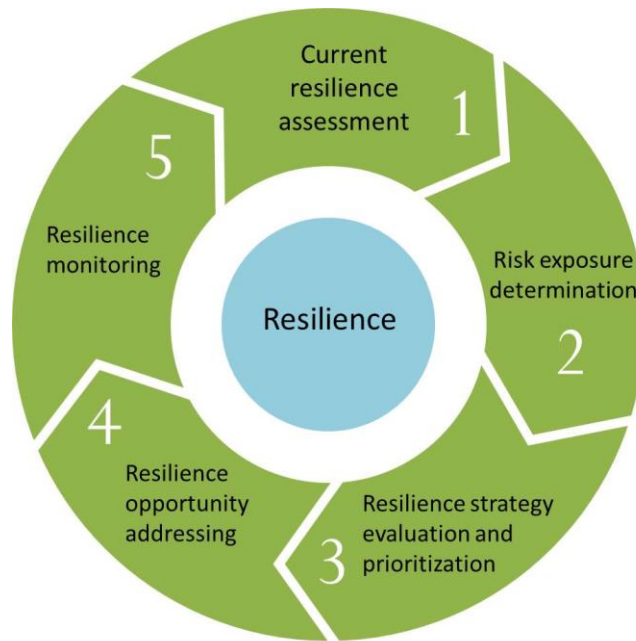 Current
resilience
assessment
1
Risk exposure
determination
2
Resilience strategy
evaluation and
prioritization
3
Resilience
opportunity
addressing
4
Resilience
monitoring
5
Resilience